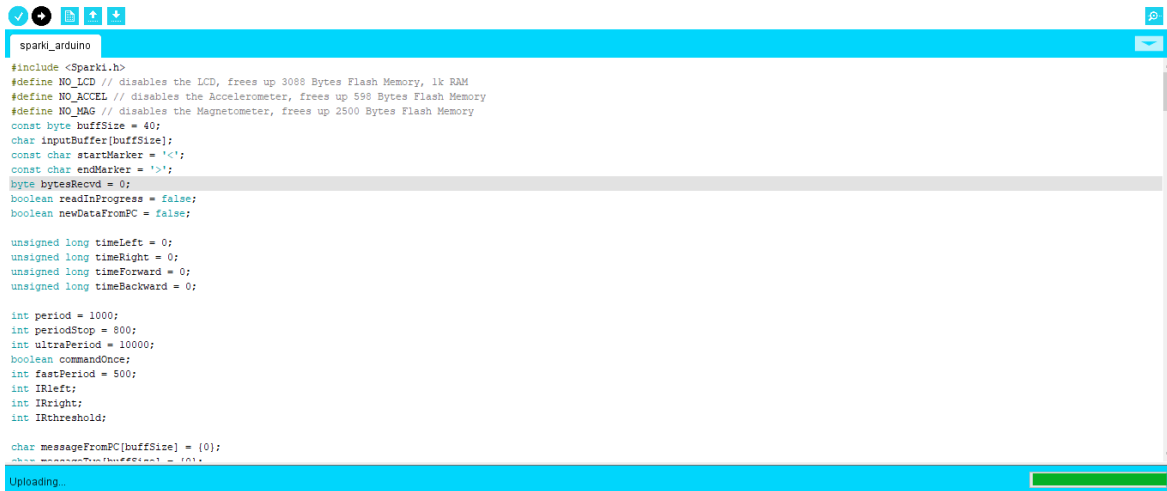 sparki_arduino
#include <Sparki.h>
#define NO_LCD // disables the LCD, frees up 3088 Bytes Flash Memory, 1k RAM
#define NO_ACCEL // disables the Accelerometer, frees up 598 Bytes Flash Memory
#define NO_MAG // disables the Magnetometer, frees up 2500 Bytes Flash Memory
const byte buffSize = 40;
char inputBuffer[buffSize];
const char startMarker = '<';
const char endMarker = '>';
byte bytesRecvd = 0;
boolean readInProgress = false;
boolean newDataFromPC = false;
unsigned long timeLeft = 0;
unsigned long timeRight = 0;
unsigned long timeForward = 0;
unsigned long timeBackward = 0;
int period = 1000;
int periodStop = 800;
int ultraPeriod = 10000;
boolean commandOnce;
int fastPeriod = 500;
int IRleft;
int IRright;
int IRthreshold;
char messageFromPC[buffSize] = {0};
Uploading...